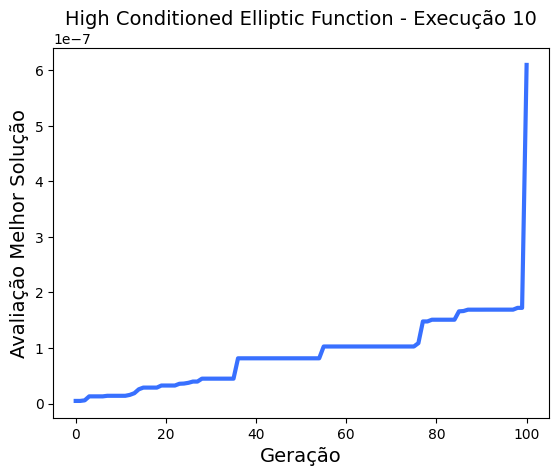 High Conditioned Elliptic Function - Execução 10
1e−7
6
5
4
3
2
1
0
Avaliação Melhor Solução
0 20 40 60 80 100
Geração